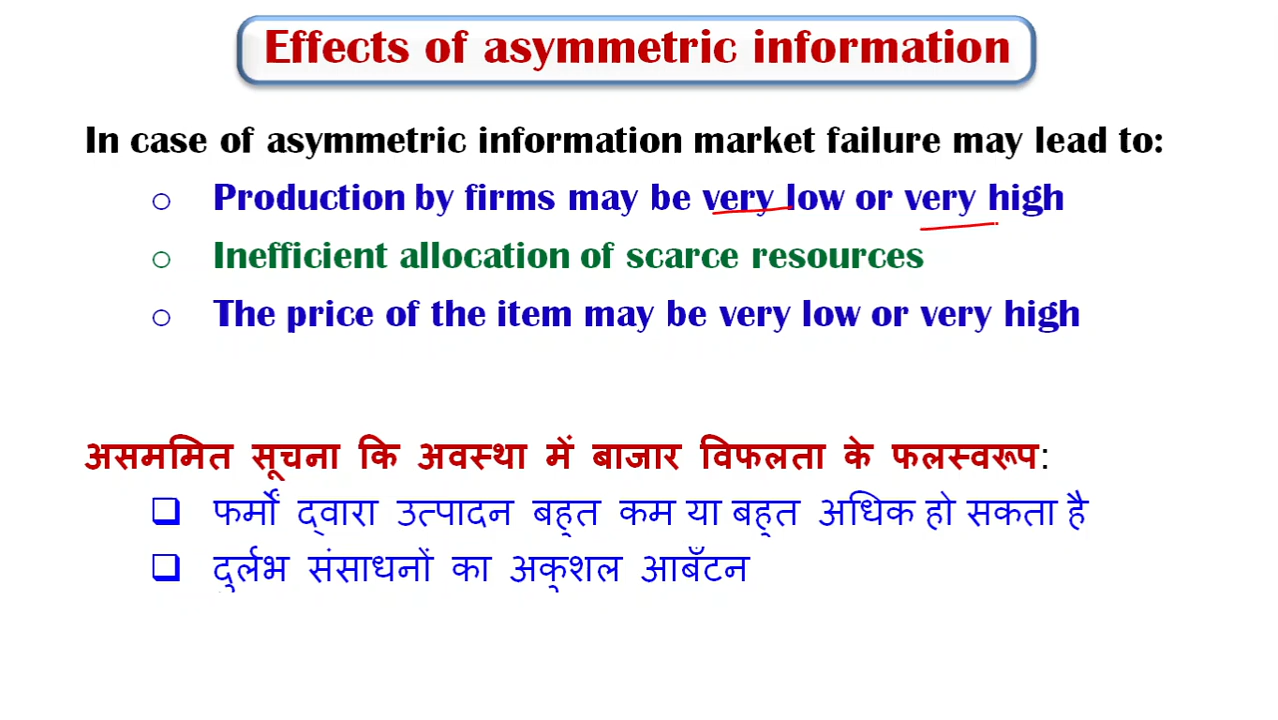 Effects of asymmetric information
In case of asymmetric information market failure may lead to:
o Production by firms may be very low or very high
o Inefficient allocation of scarce resources
o The price of the item may be very low or very high
असममित सूचना कि अवस्था में बाजार विफलता के फलस्वरूप:
❑ फर्मों द्वारा उत्पादन बहुत कम या बहुत अधिक हो सकता है
❑ दुर्लभ संसाधनों का अकुशल आबँटन